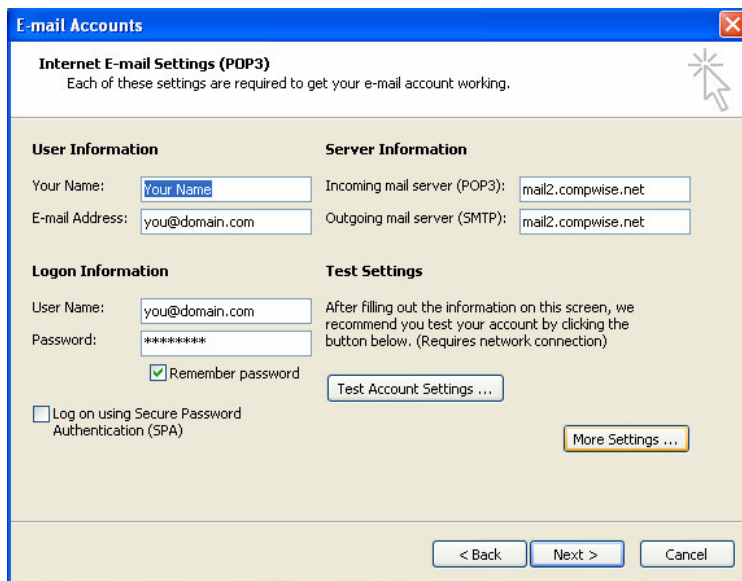 E-mail Accounts
Internet E-mail Settings (POP3)
Each of these settings are required to get your e-mail account working.
User Information
Your Name: Your Name
E-mail Address: you@domain.com
Server Information
Incoming mail server (POP3): mail2.compwise.net
Outgoing mail server (SMTP): mail2.compwise.net
Logon Information
User Name: you@domain.com
Password: ********
Remember password
Log on using Secure Password
Authentication (SPA)
Test Settings
After filling out the information on this screen, we
recommend you test your account by clicking the
button below. (Requires network connection)
Test Account Settings ...
More Settings ...
< Back
Next >
Cancel